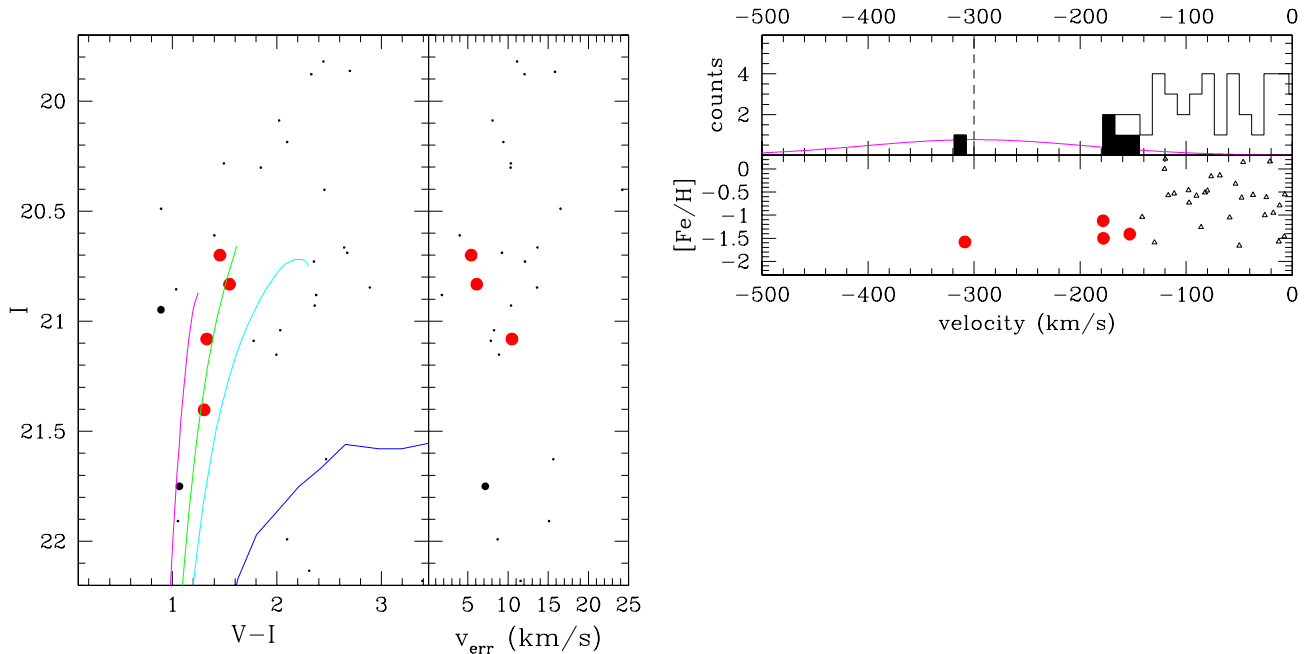 −500 −400 −300 −200 −100 0
counts
4
2
[Fe/H]
0
−0.5
−1
−1.5
−2
−500 −400 −300 −200 −100 0
velocity (km/s)
I
20
20.5
21
21.5
22
1 2 3
V−I
5 10 15 20 25
v_err (km/s)